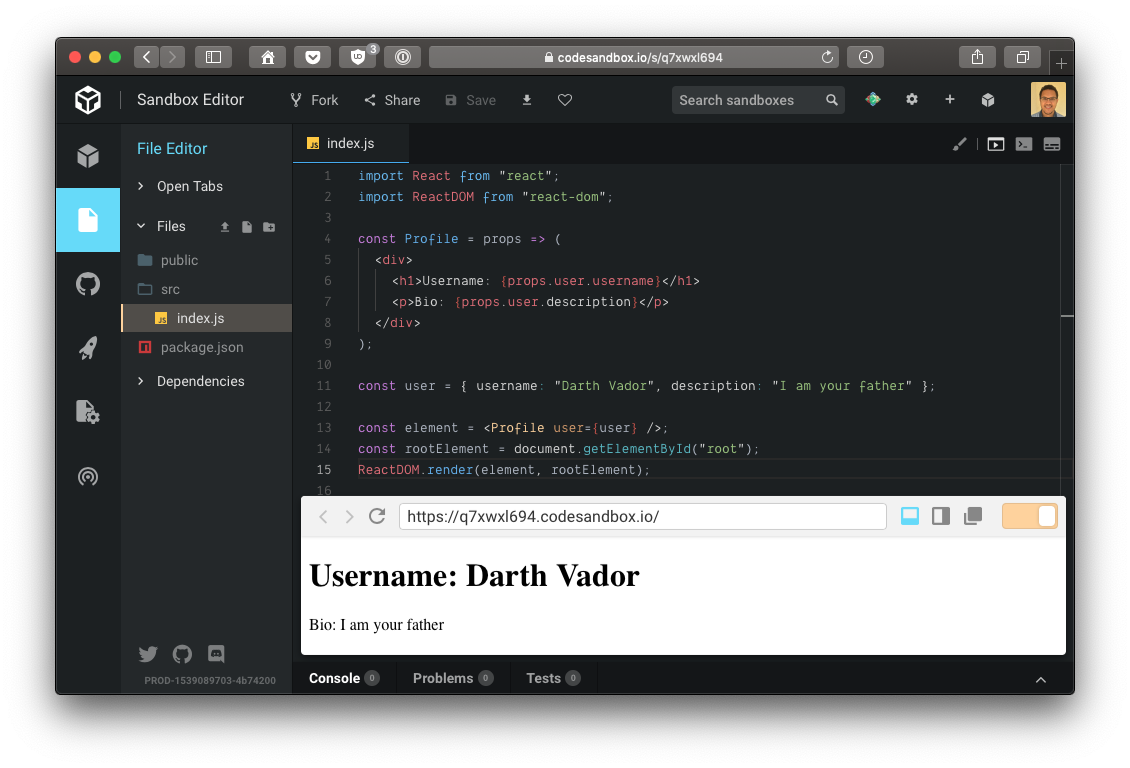 3
codesandbox.io/s/q7xwxl694
Sandbox Editor
Fork
Share
Save
Search sandboxes
File Editor
Open Tabs
Files
public
src
JS index.js
package.json
Dependencies
PROD-1539089703-4b74200
JS index.js
1 import React from "react";
2 import ReactDOM from "react-dom";
3
4 const Profile = props => (
5 <div>
6 <h1>Username: {props.user.username}</h1>
7 <p>Bio: {props.user.description}</p>
8 </div>
9 );
10
11 const user = { username: "Darth Vador", description: "I am your father" };
12
13 const element = <Profile user={user} />;
14 const rootElement = document.getElementById("root");
15 ReactDOM.render(element, rootElement);
16
https://q7xwxl694.codesandbox.io/
Username: Darth Vador
Bio: I am your father
Console 0
Problems 0
Tests 0